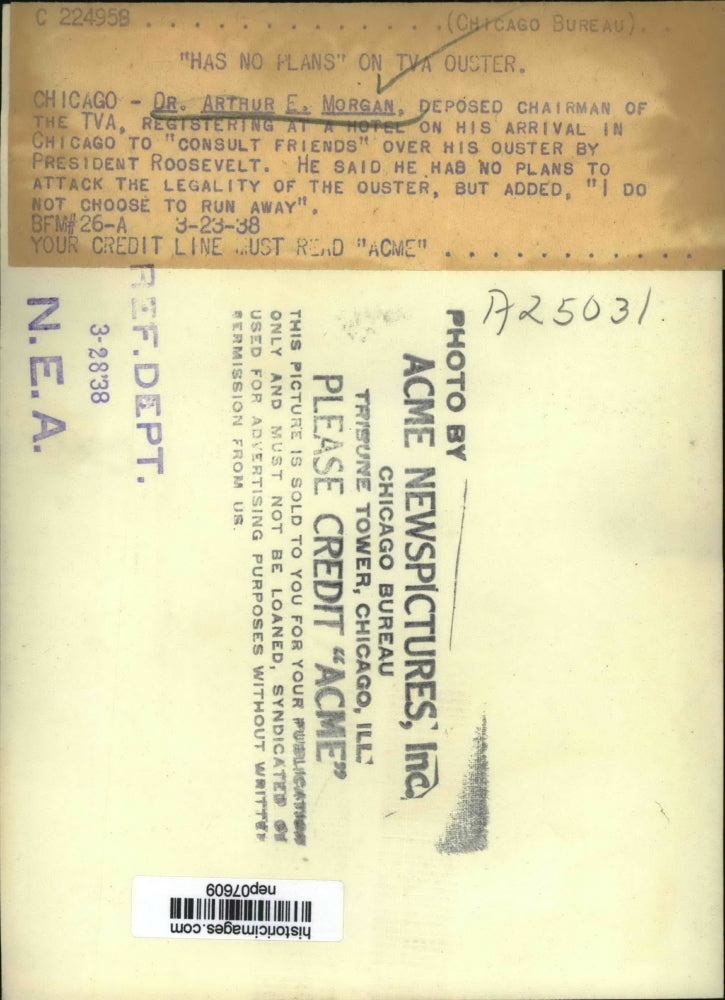 C 224958 . . . . . . . . . . . . . . (CHICAGO BUREAU). .
"HAS NO PLANS" ON TVA OUSTER.
CHICAGO - DR. ARTHUR E. MORGAN, DEPOSED CHAIRMAN OF
THE TVA, REGISTERING AT A HOTEL ON HIS ARRIVAL IN
CHICAGO TO "CONSULT FRIENDS" OVER HIS OUSTER BY
PRESIDENT ROOSEVELT. HE SAID HE HAS NO PLANS TO
ATTACK THE LEGALITY OF THE OUSTER, BUT ADDED, "I DO
NOT CHOOSE TO RUN AWAY".
BFM#26-A 3-23-38
YOUR CREDIT LINE MUST READ "ACME" . . . . . . . . . . .
A25031
PHOTO BY
ACME NEWSPICTURES, Inc.
CHICAGO BUREAU
TRIBUNE TOWER, CHICAGO, ILL.
PLEASE CREDIT "ACME"
THIS PICTURE IS SOLD TO YOU FOR YOUR PUBLICATION
ONLY AND MUST NOT BE LOANED, SYNDICATED OR
USED FOR ADVERTISING PURPOSES WITHOUT WRITTEN
PERMISSION FROM US.
REF. DEPT.
3-28'38
N. E. A.
historicimages.com
nep07609